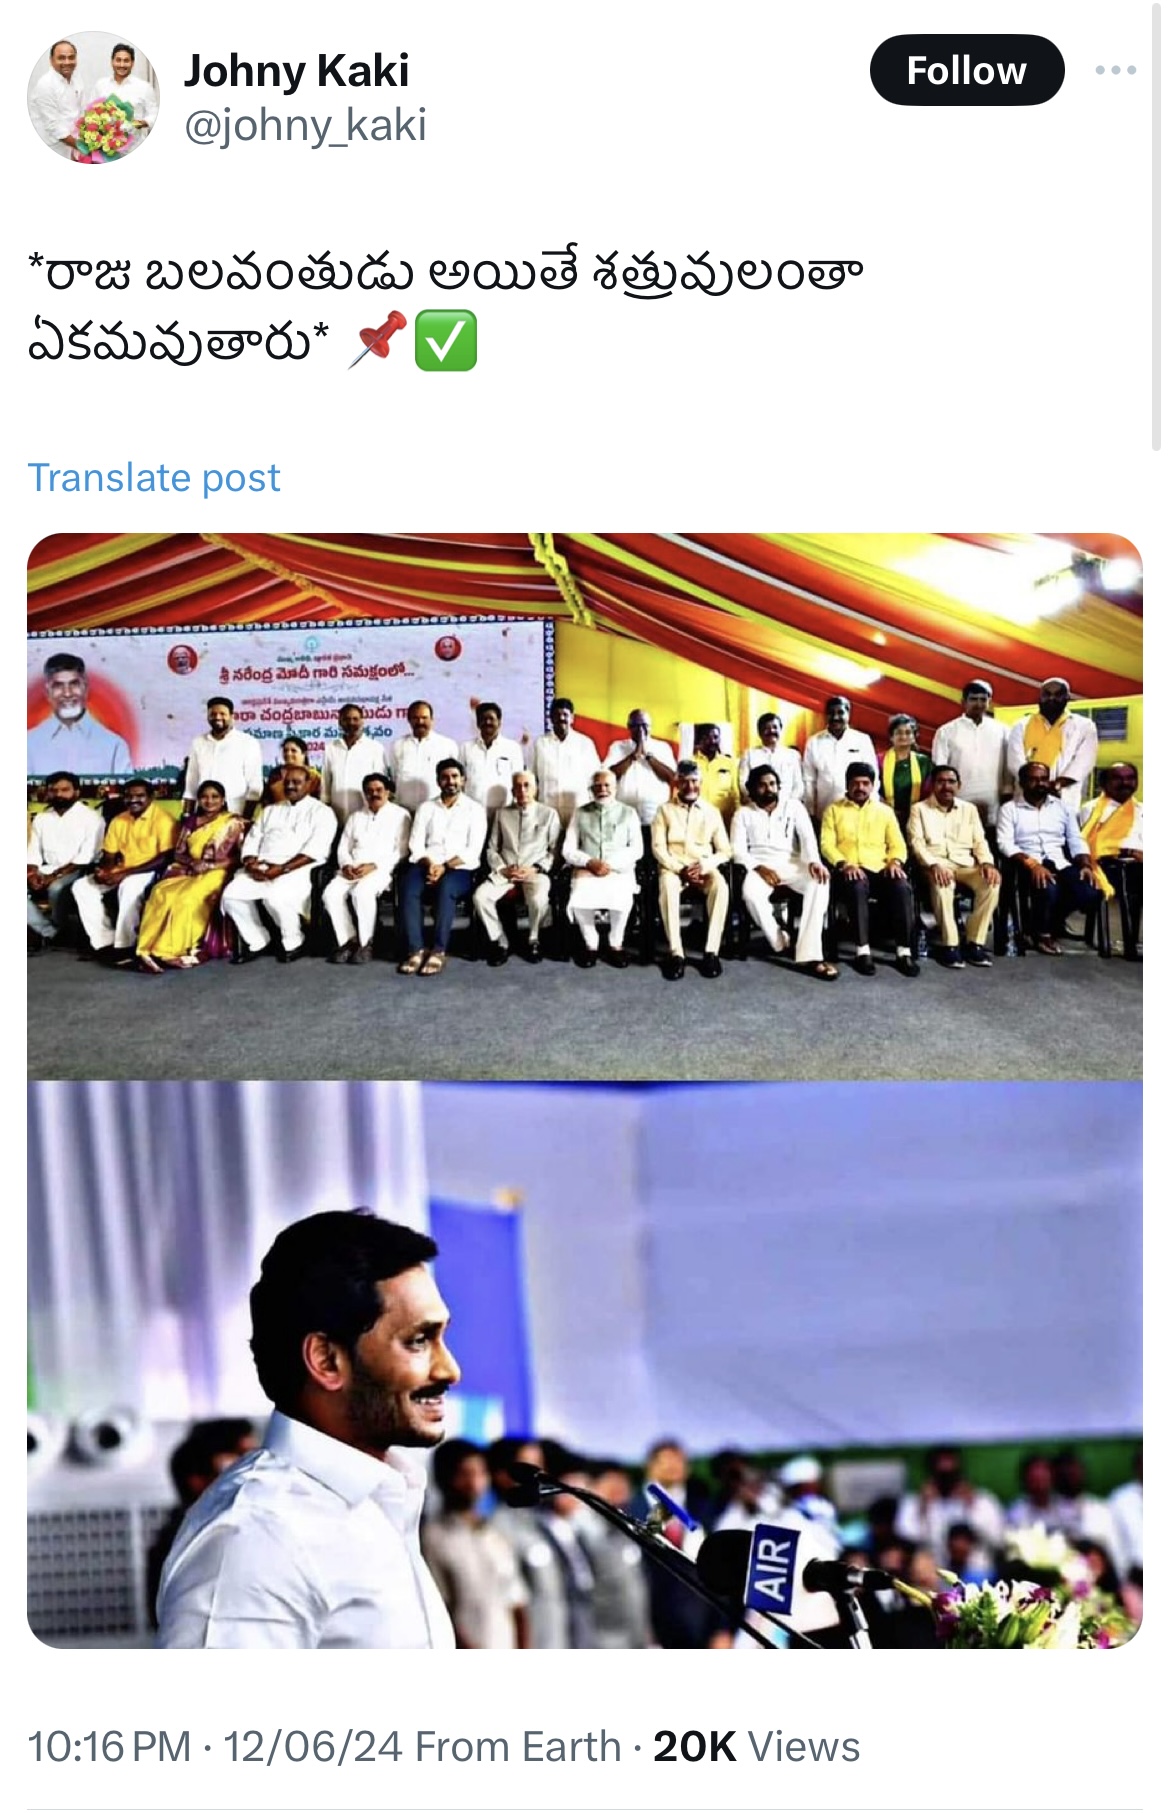 Johny Kaki
Follow
@johny_kaki
*రాజు బలవంతుడు అయితే శత్రువులంతా
ఏకమవుతారు* 📌✅
Translate post
శ్రీ నరేంద్ర మోదీ గారి సమక్షంలో...
AIR
10:16 PM · 12/06/24 From Earth · 20K Views